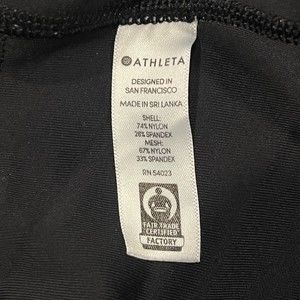 ATHLETA
DESIGNED IN
SAN FRANCISCO
MADE IN SRI LANKA
SHELL:
74% NYLON
26% SPANDEX
MESH:
67% NYLON
33% SPANDEX
RN 54023
FAIR TRADE
CERTIFIED
FACTORY